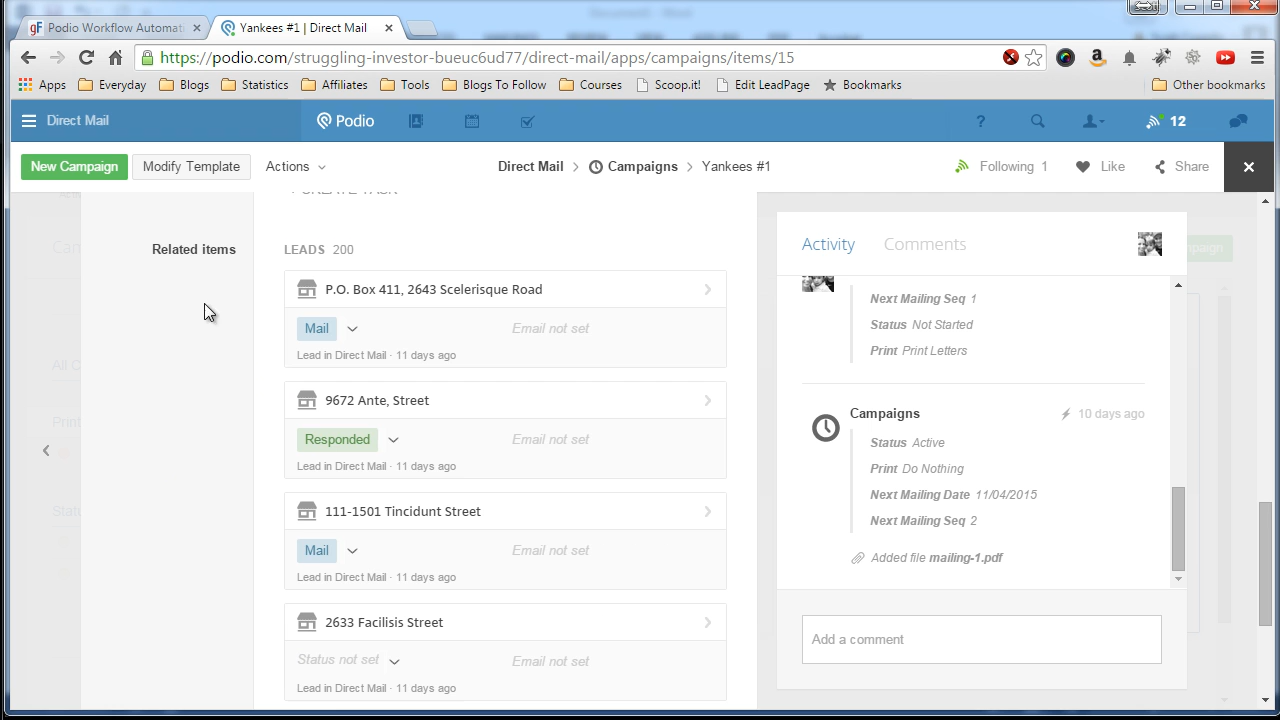 Podio Workflow Automat
Yankees #1 | Direct Mail
https://podio.com/struggling-investor-bueuc6ud77/direct-mail/apps/campaigns/items/15
Apps Everyday Blogs Statistics Affiliates Tools Blogs To Follow Courses Scoop.it! Edit LeadPage Bookmarks Other bookmarks
Direct Mail Podio ? 12
New Campaign Modify Template Actions Direct Mail > Campaigns > Yankees #1 Following 1 Like Share
Related items
LEADS 200
P.O. Box 411, 2643 Scelerisque Road
Mail Email not set
Lead in Direct Mail · 11 days ago
9672 Ante, Street
Responded Email not set
Lead in Direct Mail · 11 days ago
111-1501 Tincidunt Street
Mail Email not set
Lead in Direct Mail · 11 days ago
2633 Facilisis Street
Status not set Email not set
Lead in Direct Mail · 11 days ago
Activity Comments
Next Mailing Seq 1
Status Not Started
Print Print Letters
Campaigns 10 days ago
Status Active
Print Do Nothing
Next Mailing Date 11/04/2015
Next Mailing Seq 2
Added file mailing-1.pdf
Add a comment